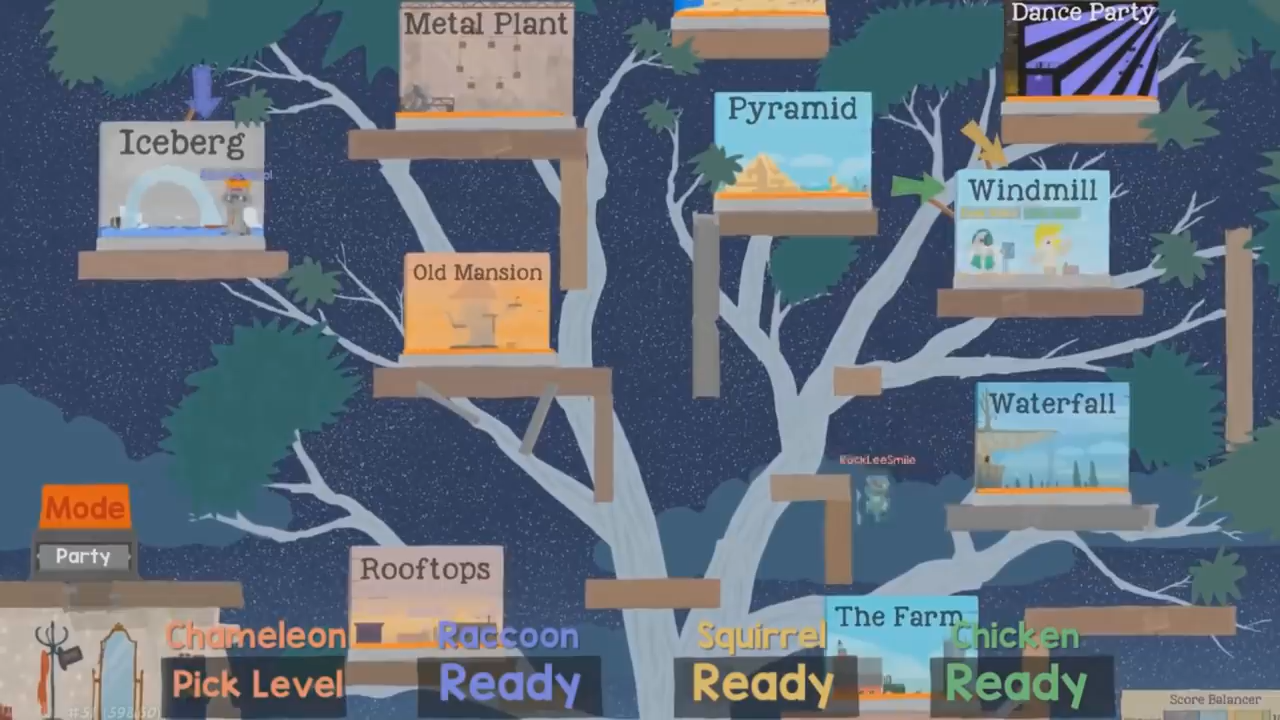 Metal Plant
Dance Party
Pyramid
Iceberg
Windmill
Old Mansion
Waterfall
RockLeeSmile
Mode
Party
Rooftops
The Farm
Chameleon
Pick Level
Raccoon
Ready
Squirrel
Ready
Chicken
Ready
Score Balancer